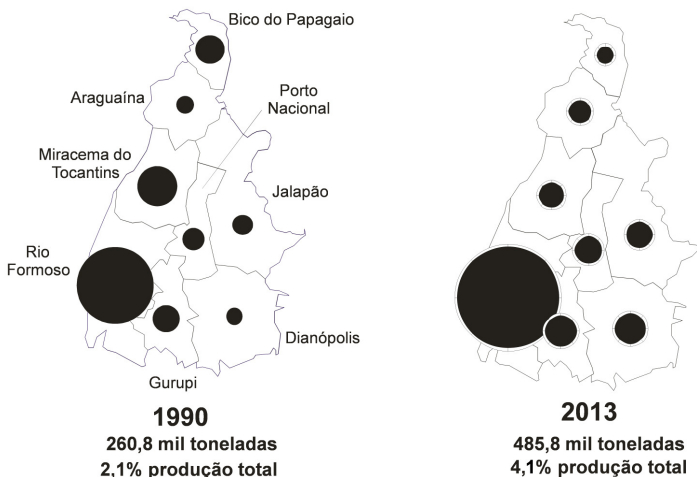 Bico do Papagaio
Araguaína
Porto
Nacional
Miracema do
Tocantins
Jalapão
Rio
Formoso
Dianópolis
Gurupi
1990
260,8 mil toneladas
2,1% produção total
2013
485,8 mil toneladas
4,1% produção total